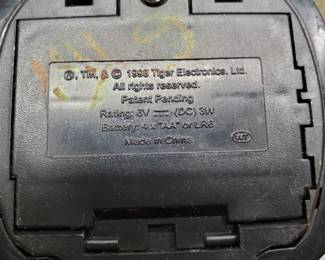 ®, TM, & © 1998 Tiger Electronics, Ltd.
All rights reserved.
Patent Pending
Rating: 6V (DC) 3W
Battery: 4 x "AA" or LR6
Made in China